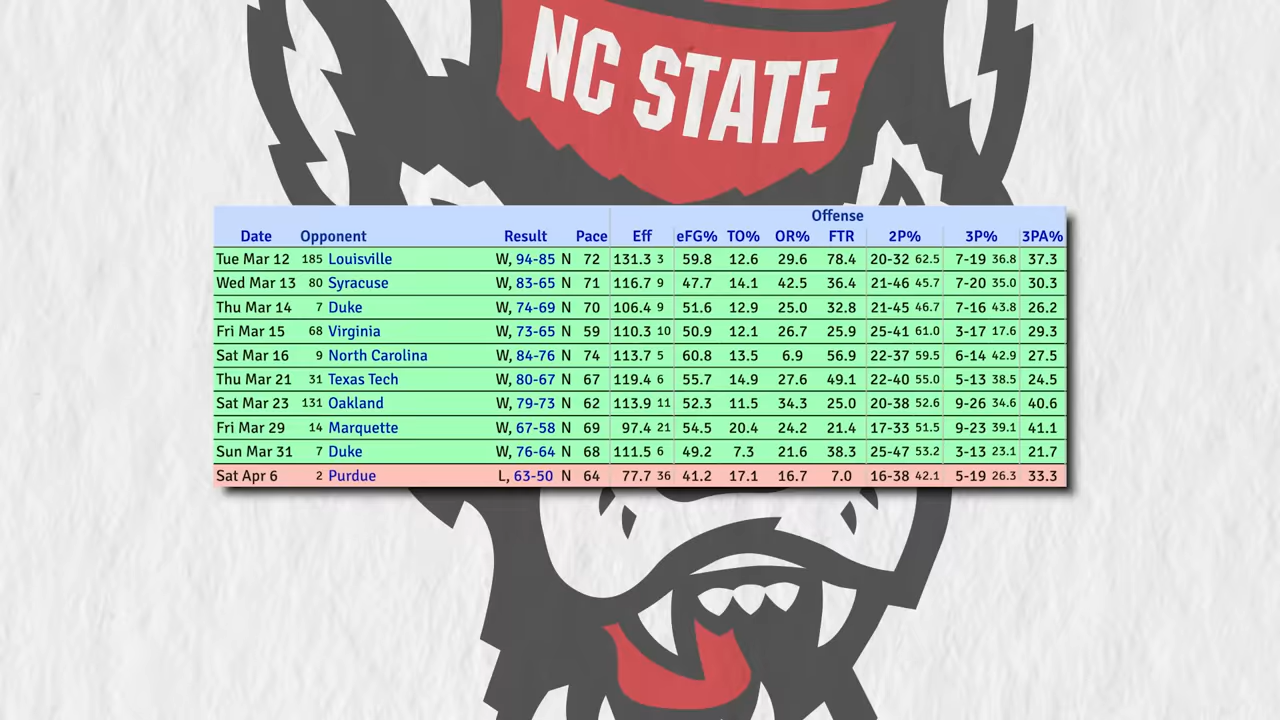 NC STATE
Offense
Date Opponent Result Pace Eff eFG% TO% OR% FTR 2P% 3P% 3PA%
Tue Mar 12 185 Louisville W, 94-85 N 72 131.3 3 59.8 12.6 29.6 78.4 20-32 62.5 7-19 36.8 37.3
Wed Mar 13 80 Syracuse W, 83-65 N 71 116.7 9 47.7 14.1 42.5 36.4 21-46 45.7 7-20 35.0 30.3
Thu Mar 14 7 Duke W, 74-69 N 70 106.4 9 51.6 12.9 25.0 32.8 21-45 46.7 7-16 43.8 26.2
Fri Mar 15 68 Virginia W, 73-65 N 59 110.3 10 50.9 12.1 26.7 25.9 25-41 61.0 3-17 17.6 29.3
Sat Mar 16 9 North Carolina W, 84-76 N 74 113.7 5 60.8 13.5 6.9 56.9 22-37 59.5 6-14 42.9 27.5
Thu Mar 21 31 Texas Tech W, 80-67 N 67 119.4 6 55.7 14.9 27.6 49.1 22-40 55.0 5-13 38.5 24.5
Sat Mar 23 131 Oakland W, 79-73 N 62 113.9 11 52.3 11.5 34.3 25.0 20-38 52.6 9-26 34.6 40.6
Fri Mar 29 14 Marquette W, 67-58 N 69 97.4 21 54.5 20.4 24.2 21.4 17-33 51.5 9-23 39.1 41.1
Sun Mar 31 7 Duke W, 76-64 N 68 111.5 6 49.2 7.3 21.6 38.3 25-47 53.2 3-13 23.1 21.7
Sat Apr 6 2 Purdue L, 63-50 N 64 77.7 36 41.2 17.1 16.7 7.0 16-38 42.1 5-19 26.3 33.3